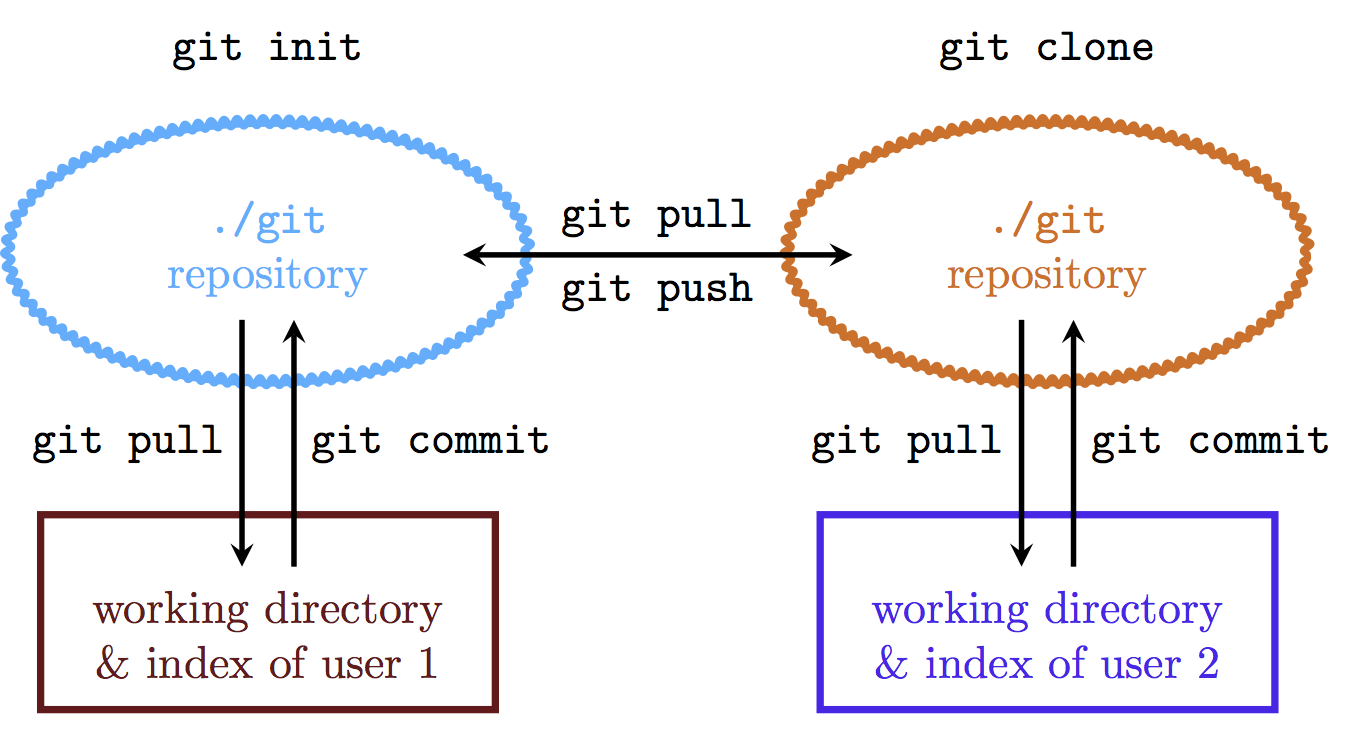 git init
git clone
./git
repository
git pull
git push
./git
repository
git pull
git commit
git pull
git commit
working directory
& index of user 1
working directory
& index of user 2